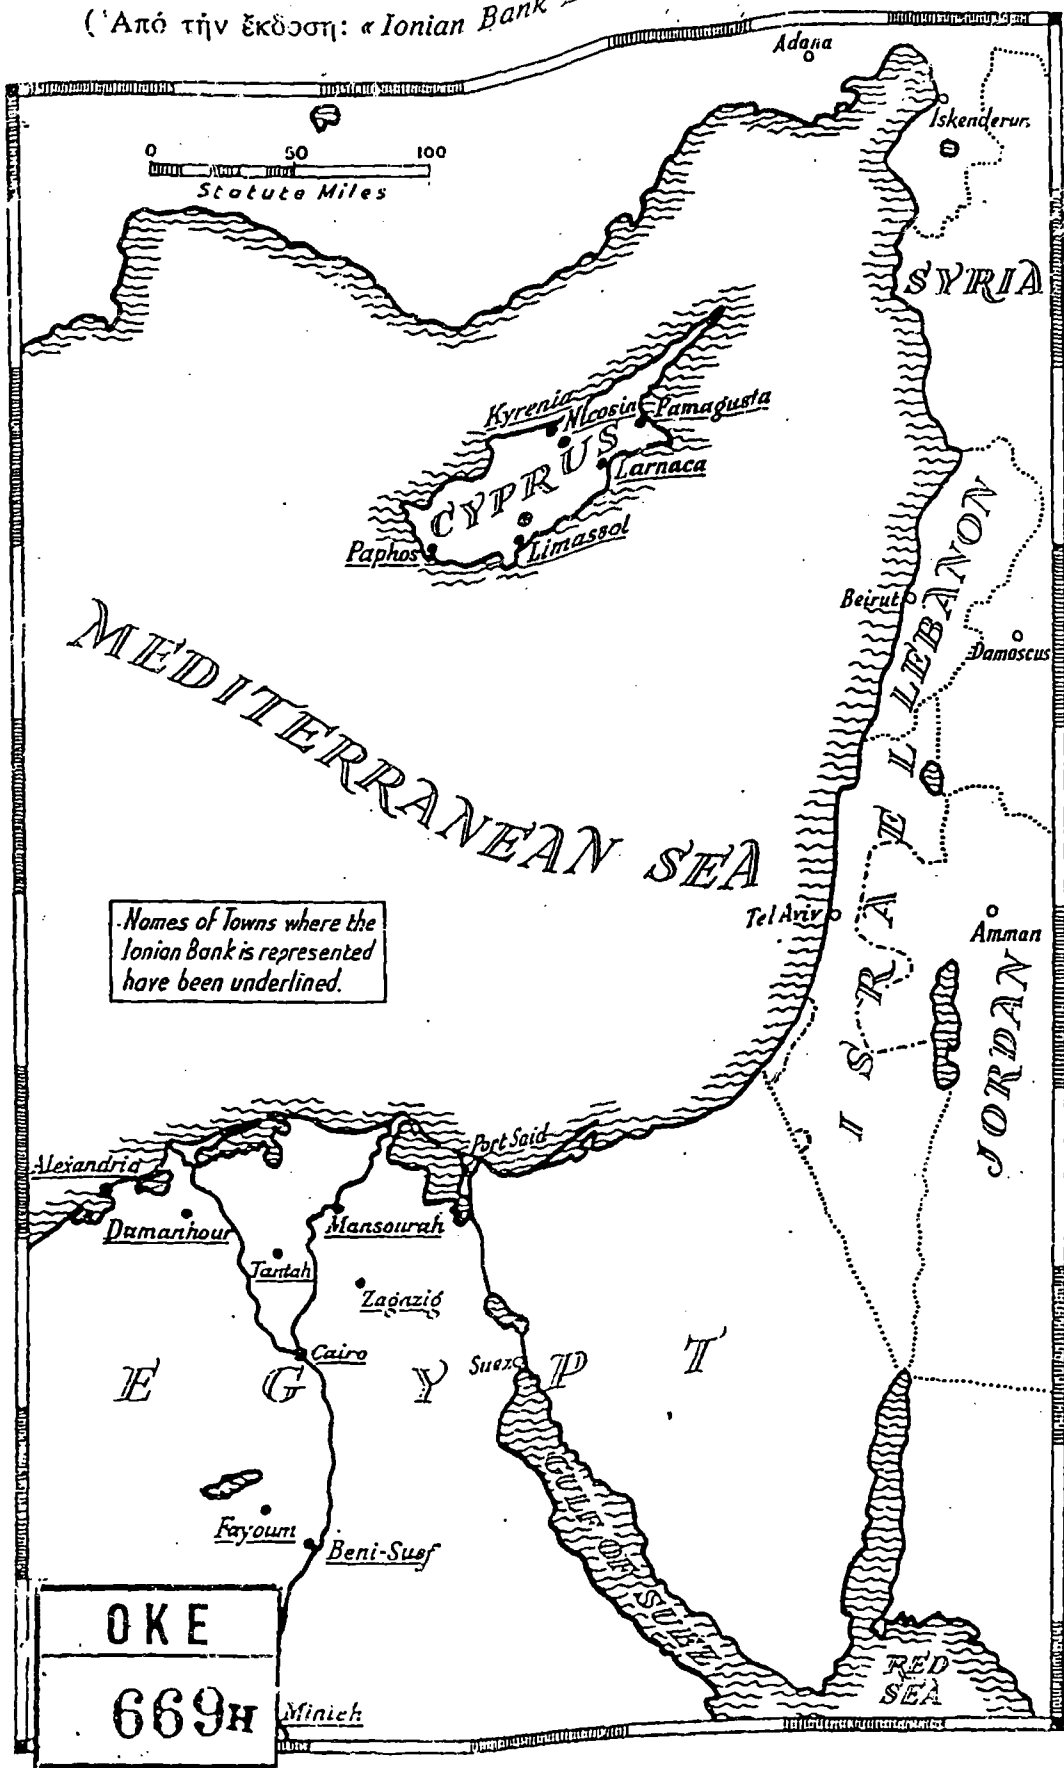 (Ἀπό τήν ἔκδοση: «Ionian Bank
Adana
Iskenderun
0 50 100
Statute Miles
SYRIA
Kyrenia
Nicosia
Pamagusta
CYPRUS
Larnaca
Paphos
Limassol
LEBANON
Beirut
Damascus
MEDITERRANEAN SEA
ISRAEL
Names of Towns where the
Ionian Bank is represented
have been underlined.
Tel Aviv
Amman
JORDAN
Port Said
Alexandria
Damanhour
Mansourah
Tantah
Zagazig
Cairo
Suez
EGYPT
GULF OF SUEZ
Fayoum
Beni-Suef
OKE
669H
Minieh
RED
SEA